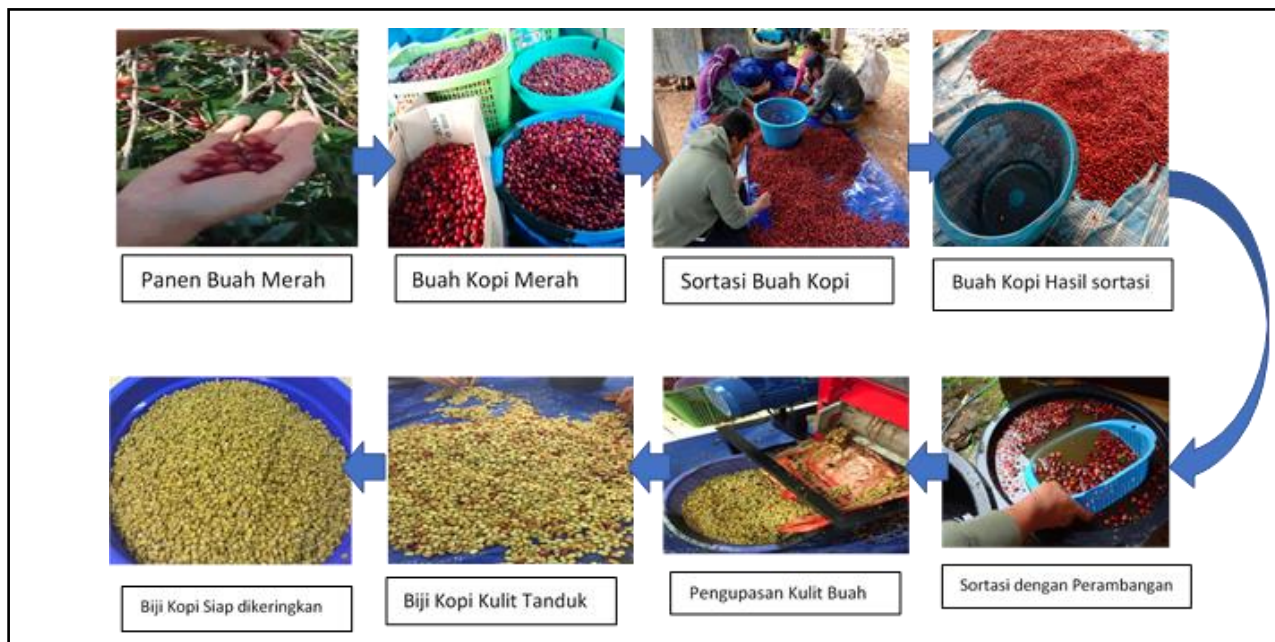 Panen Buah Merah
Buah Kopi Merah
Sortasi Buah Kopi
Buah Kopi Hasil sortasi
Sortasi dengan Perambangan
Pengupasan Kulit Buah
Biji Kopi Kulit Tanduk
Biji Kopi Siap dikeringkan